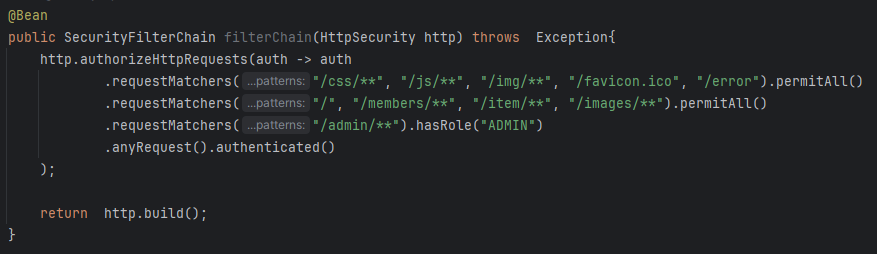 @Bean
public SecurityFilterChain filterChain(HttpSecurity http) throws  Exception{
    http.authorizeHttpRequests(auth -> auth
            .requestMatchers( ...patterns: "/css/**", "/js/**", "/img/**", "/favicon.ico", "/error").permitAll()
            .requestMatchers( ...patterns: "/", "/members/**", "/item/**", "/images/**").permitAll()
            .requestMatchers( ...patterns: "/admin/**").hasRole("ADMIN")
            .anyRequest().authenticated()
    );
    return  http.build();
}